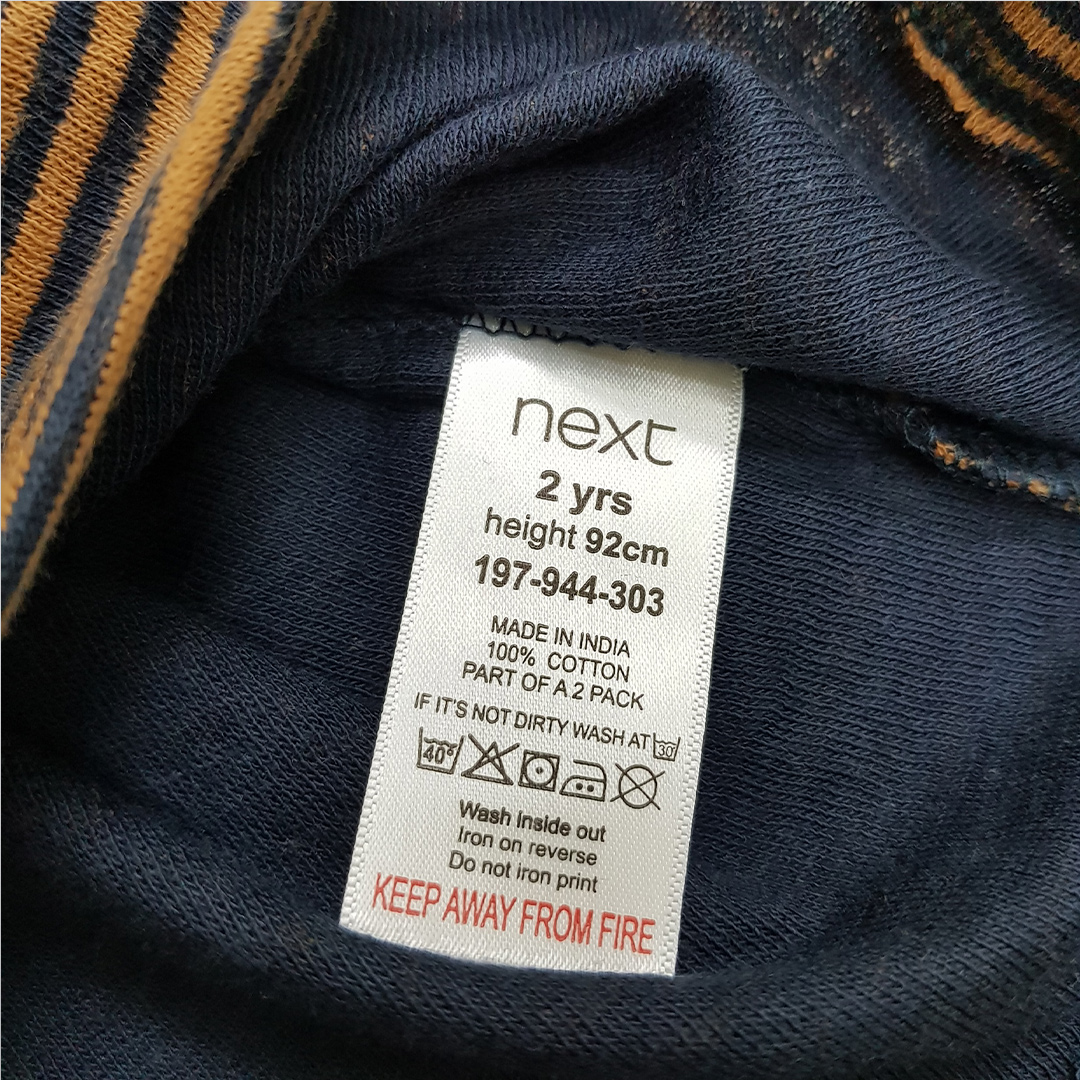 next
2 yrs
height 92cm
197-944-303
MADE IN INDIA
100% COTTON
PART OF A 2 PACK
IF IT'S NOT DIRTY WASH AT 30°
40°
Wash inside out
Iron on reverse
Do not iron print
KEEP AWAY FROM FIRE